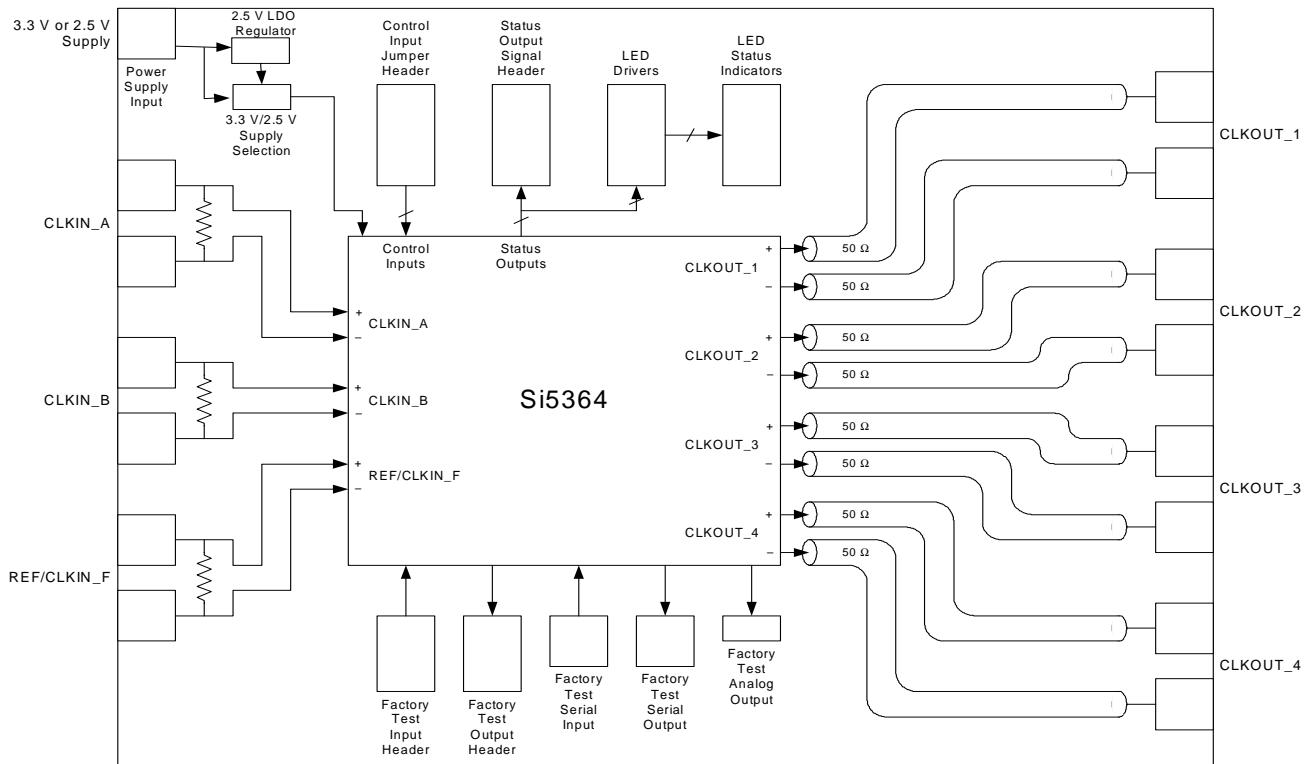 3.3 V or 2.5 V
Supply
Power
Supply
Input
2.5 V LDO
Regulator
3.3 V/2.5 V
Supply
Selection
Control
Input
Jumper
Header
Status
Output
Signal
Header
LED
Drivers
LED
Status
Indicators
CLKIN_A
CLKIN_B
REF/CLKIN_F
Control
Inputs
Status
Outputs
+
CLKIN_A
–
+
CLKIN_B
–
+
REF/CLKIN_F
–
Si5364
+
CLKOUT_1
–
+
CLKOUT_2
–
+
CLKOUT_3
–
+
CLKOUT_4
–
50 Ω
50 Ω
50 Ω
50 Ω
50 Ω
50 Ω
50 Ω
50 Ω
CLKOUT_1
CLKOUT_2
CLKOUT_3
CLKOUT_4
Factory
Test
Input
Header
Factory
Test
Output
Header
Factory
Test
Serial
Input
Factory
Test
Serial
Output
Factory
Test
Analog
Output